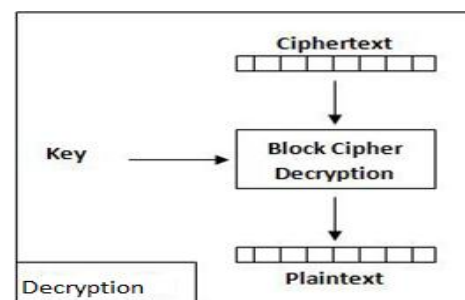 Ciphertext
Key
Block Cipher
Decryption
Plaintext
Decryption